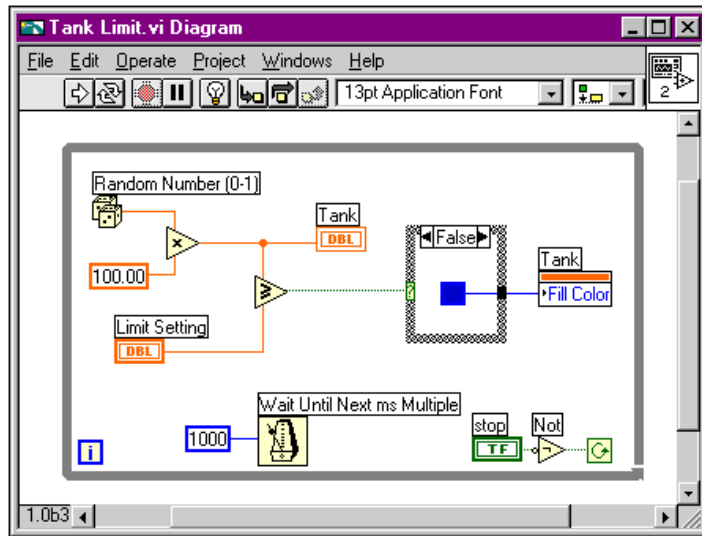 Tank Limit.vi Diagram
File Edit Operate Project Windows Help
13pt Application Font
2
Random Number (0-1)
Tank
DBL
100.00
Limit Setting
DBL
False
?
Tank
Fill Color
Wait Until Next ms Multiple
1000
stop
TF
Not
i
1.0b3